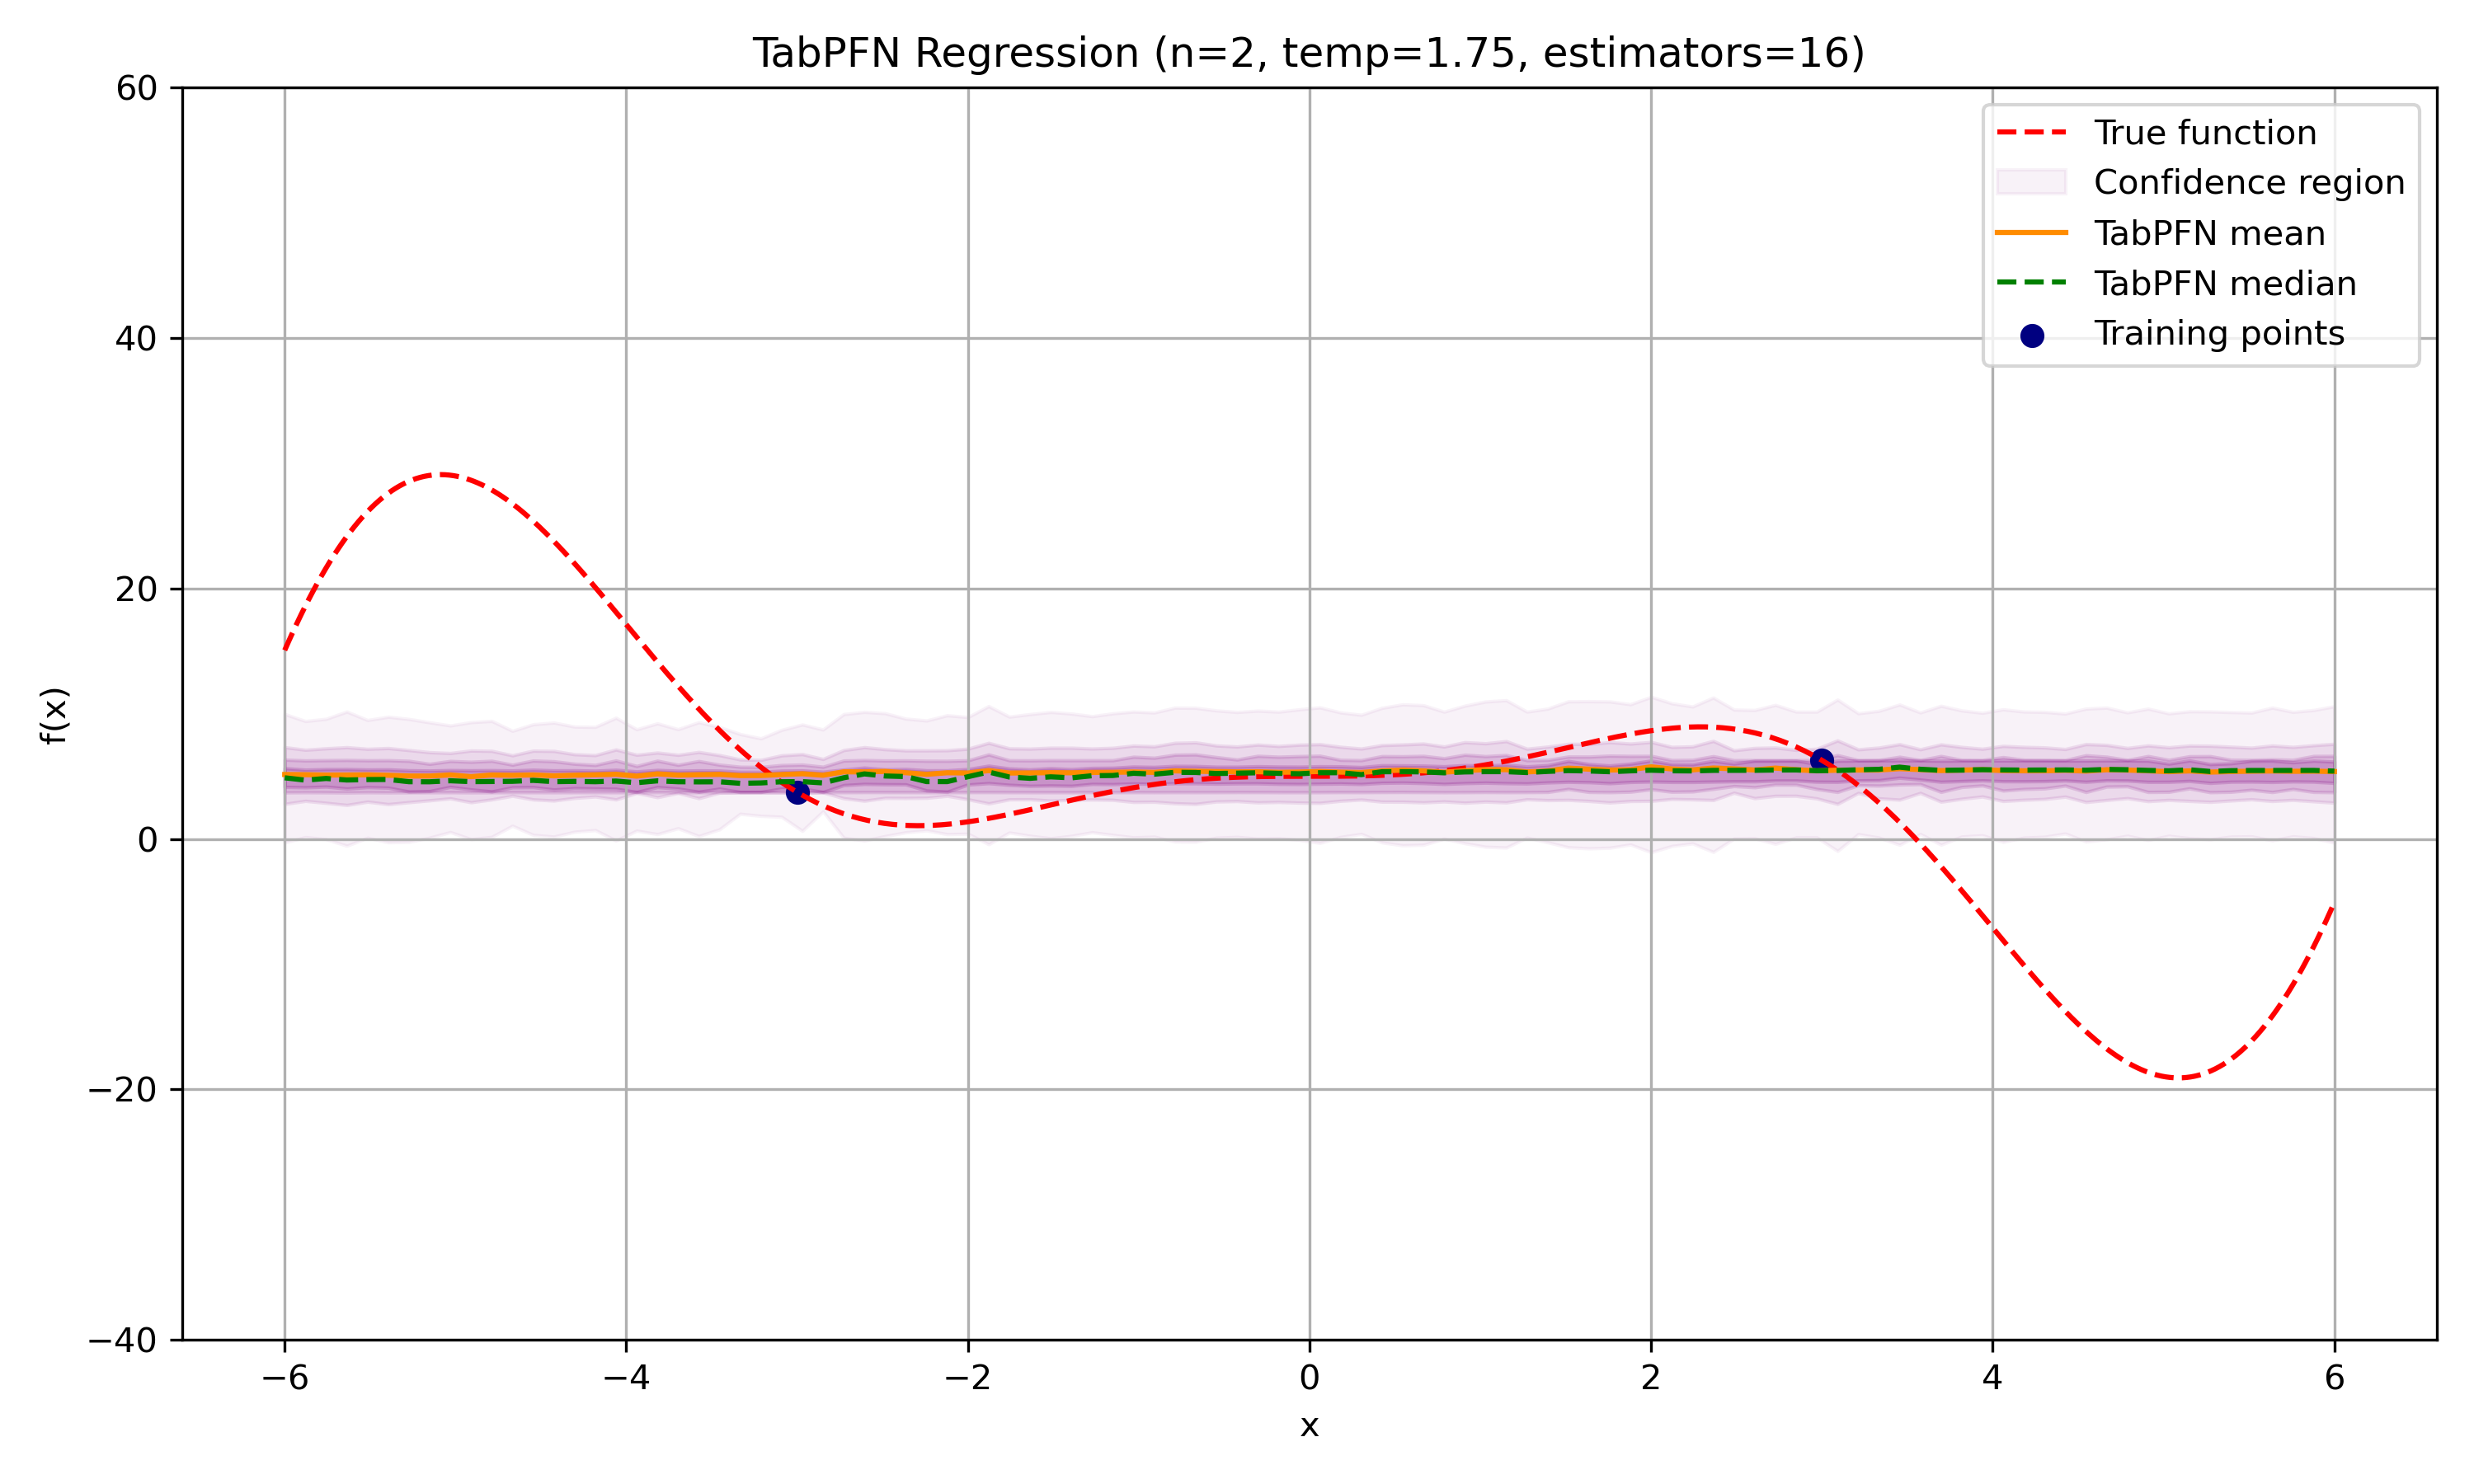 TabPFN Regression (n=2, temp=1.75, estimators=16)
60
40
20
0
−20
−40
f(x)
True function
Confidence region
TabPFN mean
TabPFN median
Training points
−6
−4
−2
0
2
4
6
x